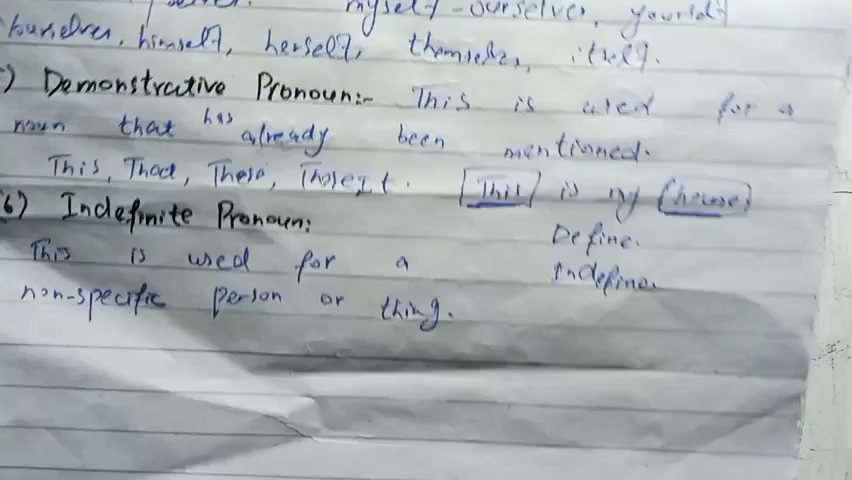 myself - ourselves, yourself
ourselves, himself, herself, themselves, itself.
) Demonstrative Pronoun:- This is used for a
noun that has already been mentioned.
This, That, These, Those It. This is my (house)
6) Indefinite Pronoun:
Define.
This is used for a
Indefine.
non-specific person or thing.